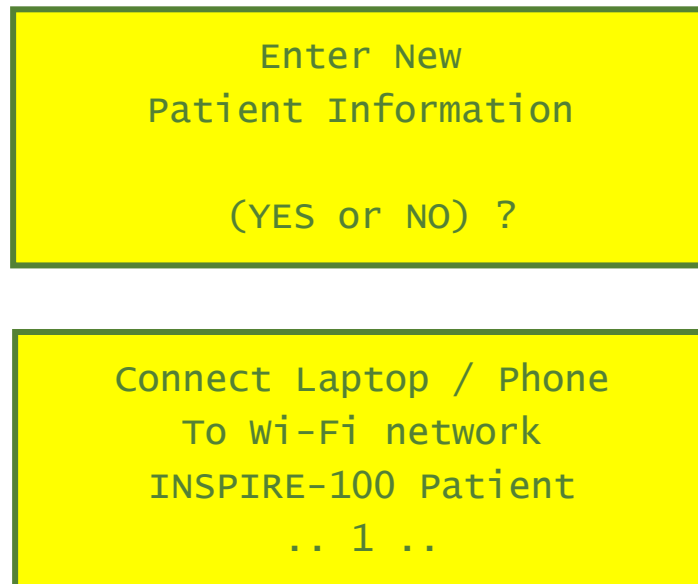 Enter New
Patient Information
(YES or NO) ?
Connect Laptop / Phone
To Wi-Fi network
INSPIRE-100 Patient
.. 1 ..